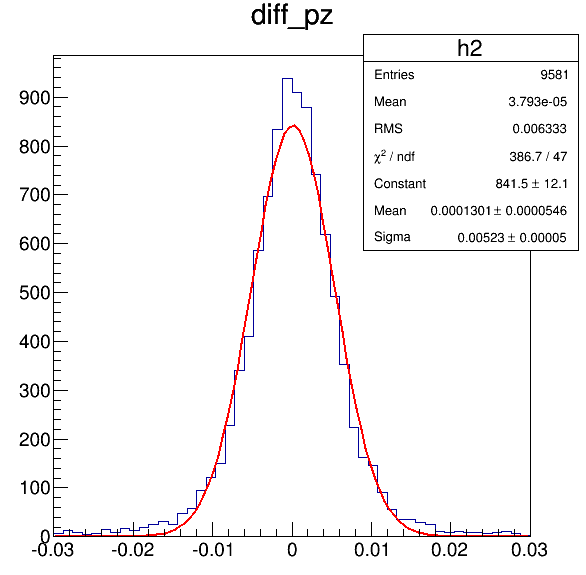 diff_pz
h2
Entries 9581
Mean 3.793e-05
RMS 0.006333
χ² / ndf 386.7 / 47
Constant 841.5 ± 12.1
Mean 0.0001301 ± 0.0000546
Sigma 0.00523 ± 0.00005
900
800
700
600
500
400
300
200
100
0
-0.03 -0.02 -0.01 0 0.01 0.02 0.03